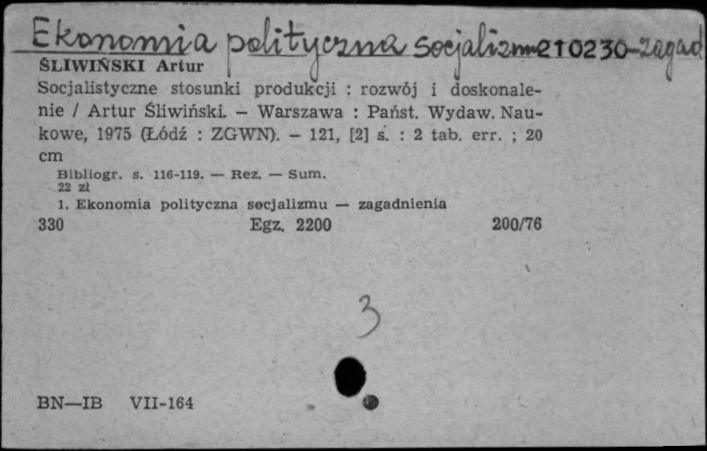 Ekonomia polityczna socjalizmu 210230-zagad
ŚLIWIŃSKI Artur
Socjalistyczne stosunki produkcji : rozwój i doskonale-
nie / Artur Śliwiński. — Warszawa : Państ. Wydaw. Nau-
kowe, 1975 (Łódź : ZGWN). — 121, [2] s. : 2 tab. err. ; 20
cm
Bibliogr. s. 116-119. — Rez. — Sum.
22 zł
1. Ekonomia polityczna socjalizmu — zagadnienia
330 Egz. 2200 200/76
3
BN—IB VII-164